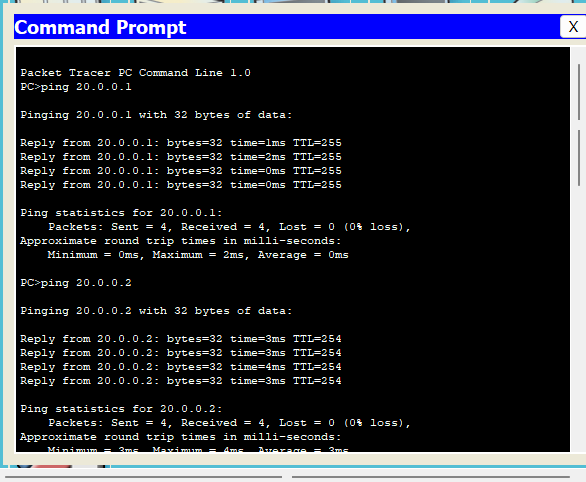 Command Prompt
X
Packet Tracer PC Command Line 1.0
PC>ping 20.0.0.1
Pinging 20.0.0.1 with 32 bytes of data:
Reply from 20.0.0.1: bytes=32 time=1ms TTL=255
Reply from 20.0.0.1: bytes=32 time=2ms TTL=255
Reply from 20.0.0.1: bytes=32 time=0ms TTL=255
Reply from 20.0.0.1: bytes=32 time=0ms TTL=255
Ping statistics for 20.0.0.1:
Packets: Sent = 4, Received = 4, Lost = 0 (0% loss),
Approximate round trip times in milli-seconds:
Minimum = 0ms, Maximum = 2ms, Average = 0ms
PC>ping 20.0.0.2
Pinging 20.0.0.2 with 32 bytes of data:
Reply from 20.0.0.2: bytes=32 time=3ms TTL=254
Reply from 20.0.0.2: bytes=32 time=3ms TTL=254
Reply from 20.0.0.2: bytes=32 time=4ms TTL=254
Reply from 20.0.0.2: bytes=32 time=3ms TTL=254
Ping statistics for 20.0.0.2:
Packets: Sent = 4, Received = 4, Lost = 0 (0% loss),
Approximate round trip times in milli-seconds:
Minimum = 3ms, Maximum = 4ms, Average = 3ms